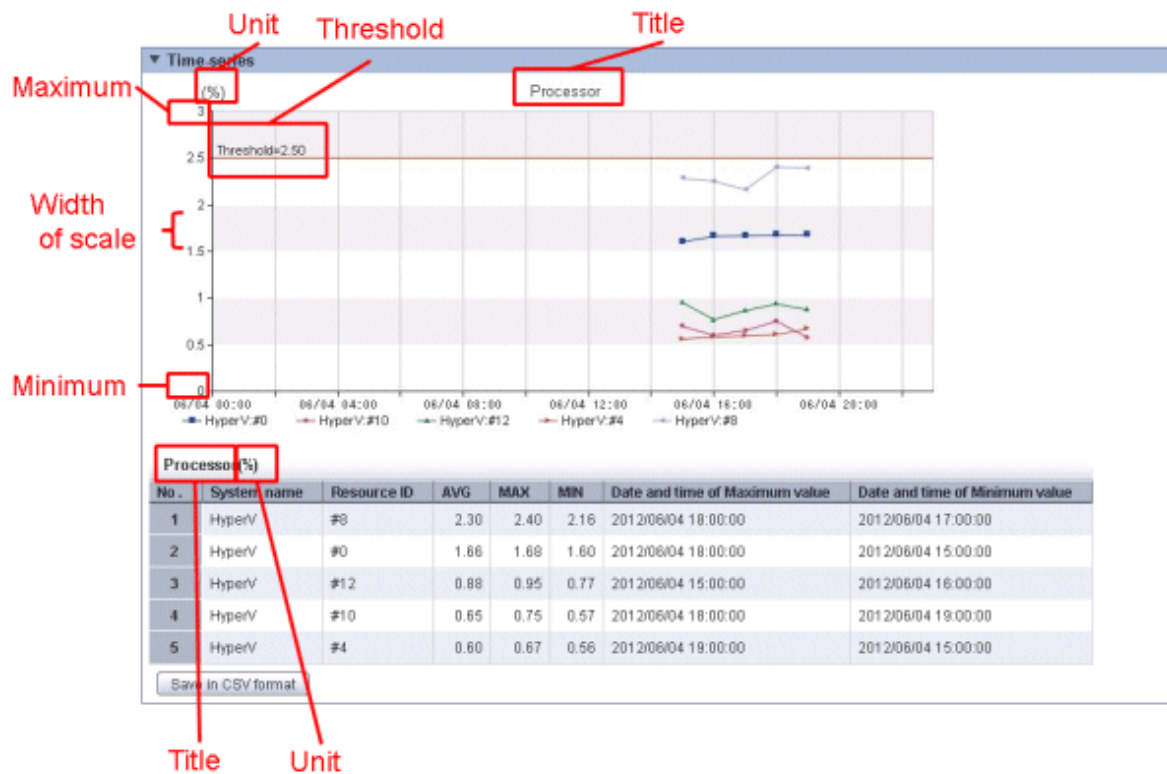 Unit Threshold Title
▼ Time-series
Maximum (%) Processor
3
Threshold=2.50
2.5
Width
of scale
2
1.5
1
0.5
Minimum 0
06/04 00:00 06/04 04:00 06/04 08:00 06/04 12:00 06/04 16:00 06/04 20:00
HyperV:#0 HyperV:#10 HyperV:#12 HyperV:#4 HyperV:#8
Processor(%)
No. System name Resource ID AVG MAX MIN Date and time of Maximum value Date and time of Minimum value
1 HyperV #8 2.30 2.40 2.16 2012/06/04 18:00:00 2012/06/04 17:00:00
2 HyperV #0 1.66 1.68 1.60 2012/06/04 18:00:00 2012/06/04 15:00:00
3 HyperV #12 0.88 0.95 0.77 2012/06/04 15:00:00 2012/06/04 16:00:00
4 HyperV #10 0.65 0.75 0.57 2012/06/04 18:00:00 2012/06/04 19:00:00
5 HyperV #4 0.60 0.67 0.56 2012/06/04 19:00:00 2012/06/04 15:00:00
Save in CSV format
Title Unit